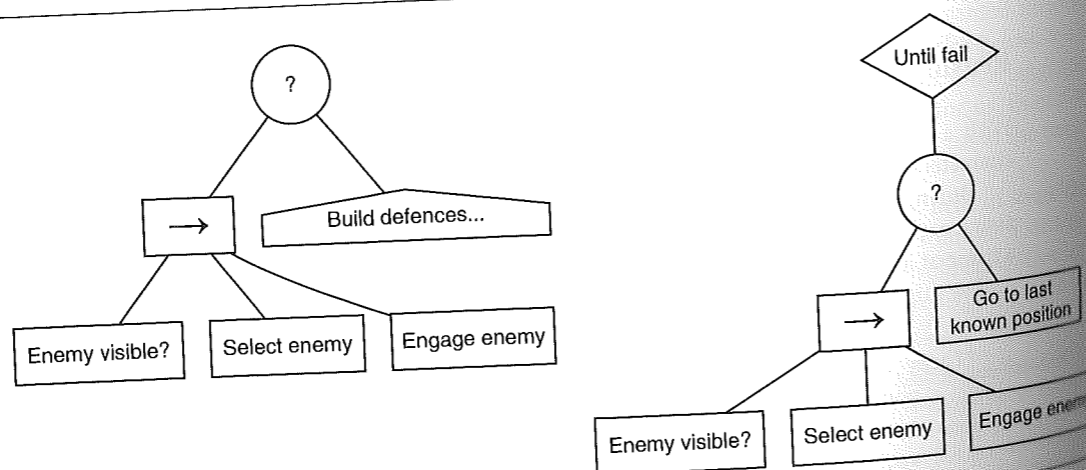 ?
→
Build defences...
Enemy visible?
Select enemy
Engage enemy
Until fail
?
→
Go to last
known position
Enemy visible?
Select enemy
Engage